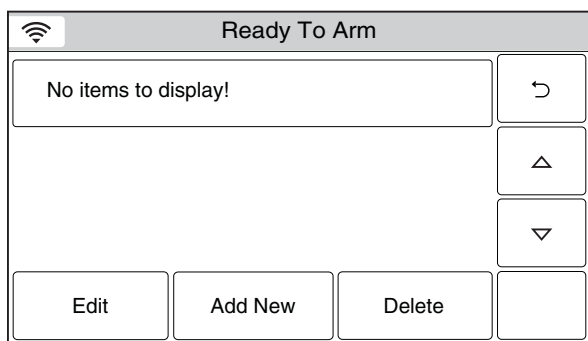 Ready To Arm
No items to display!
Edit
Add New
Delete